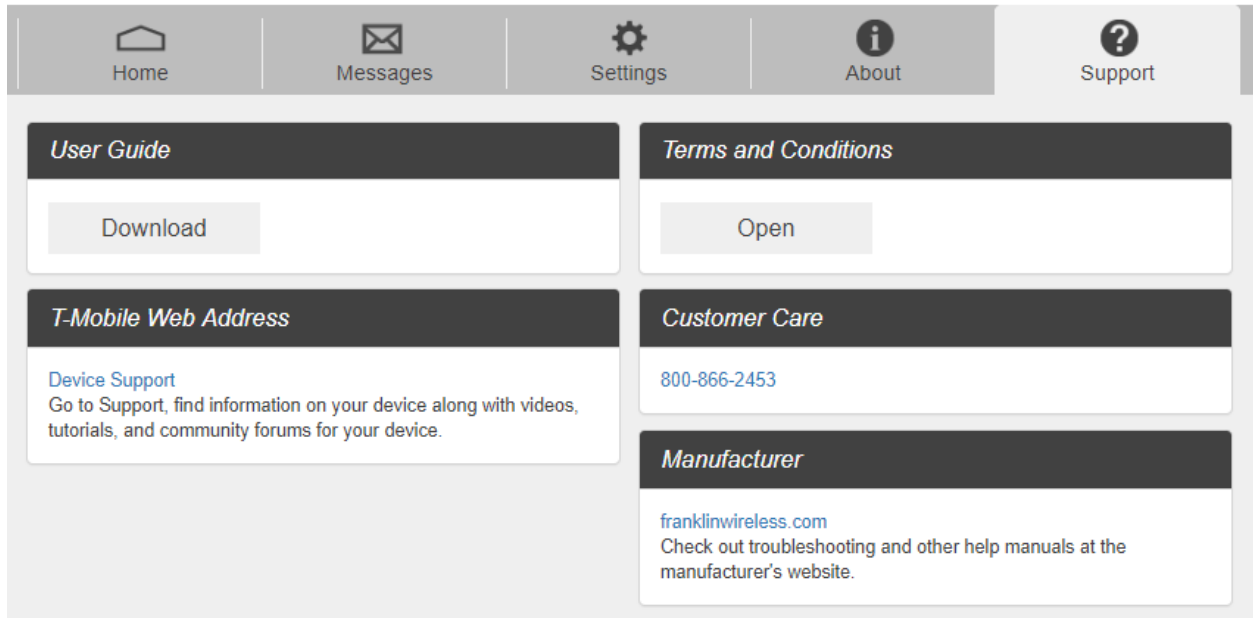 Home
Messages
Settings
About
Support
User Guide
Download
Terms and Conditions
Open
T-Mobile Web Address
Device Support
Go to Support, find information on your device along with videos,
tutorials, and community forums for your device.
Customer Care
800-866-2453
Manufacturer
franklinwireless.com
Check out troubleshooting and other help manuals at the
manufacturer's website.